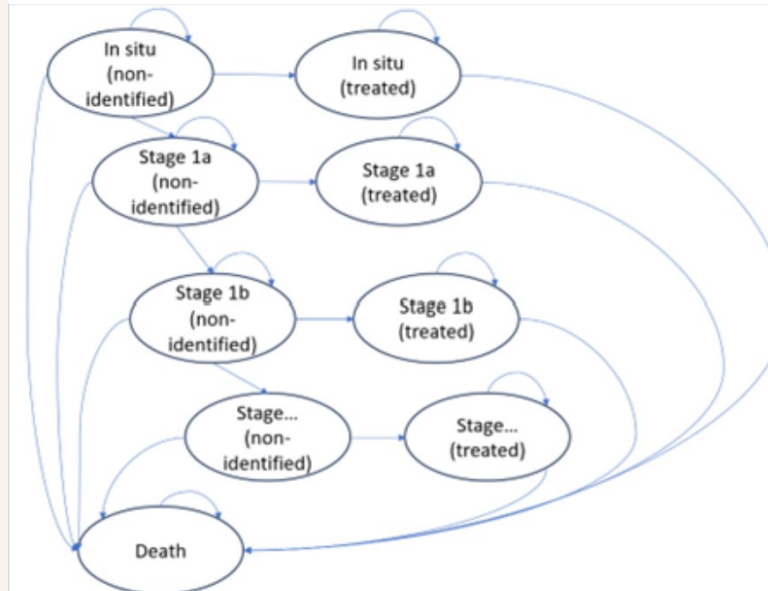 In situ
(non-
identified)
In situ
(treated)
Stage 1a
(non-
identified)
Stage 1a
(treated)
Stage 1b
(non-
identified)
Stage 1b
(treated)
Stage...
(non-
identified)
Stage...
(treated)
Death